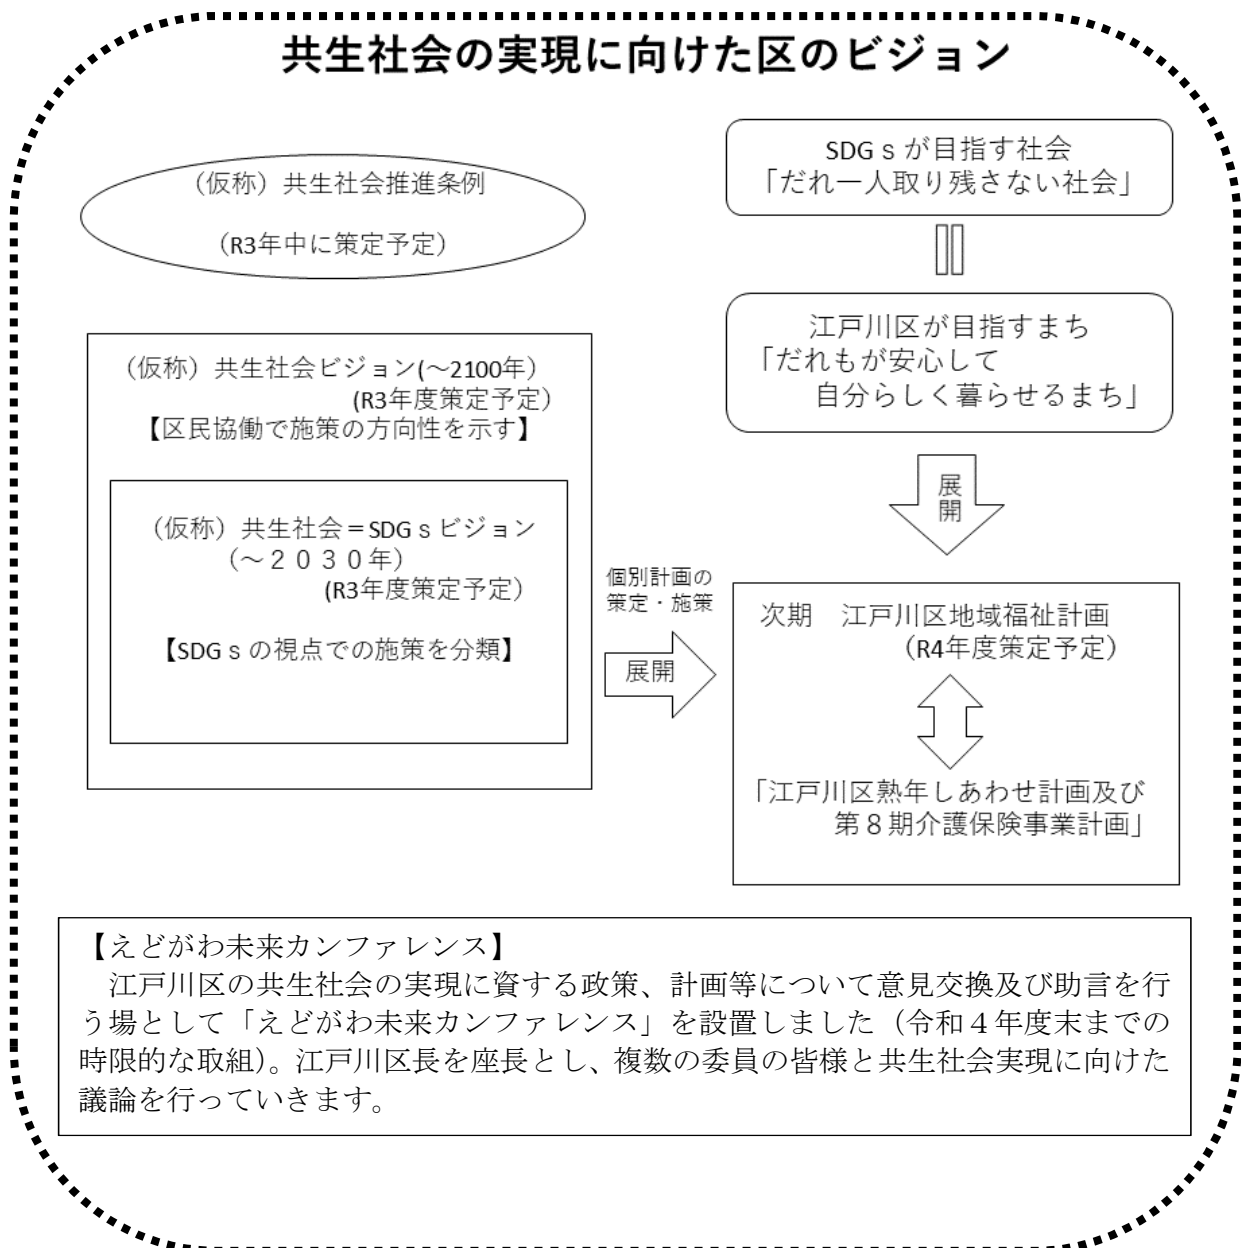 共生社会の実現に向けた区のビジョン
（仮称）共生社会推進条例
（R3年中に策定予定）
（仮称）共生社会ビジョン(～2100年）
(R3年度策定予定）
【区民協働で施策の方向性を示す】
（仮称）共生社会＝SDGｓビジョン
（～２０３０年）
(R3年度策定予定）
【SDGｓの視点での施策を分類】
個別計画の
策定・施策
展開
SDGｓが目指す社会
「だれ一人取り残さない社会」
江戸川区が目指すまち
「だれもが安心して
自分らしく暮らせるまち」
展
開
次期　江戸川区地域福祉計画
（R4年度策定予定）
「江戸川区熟年しあわせ計画及び
第８期介護保険事業計画」
【えどがわ未来カンファレンス】
　江戸川区の共生社会の実現に資する政策、計画等について意見交換及び助言を行
う場として「えどがわ未来カンファレンス」を設置しました（令和４年度末までの
時限的な取組）。江戸川区長を座長とし、複数の委員の皆様と共生社会実現に向けた
議論を行っていきます。